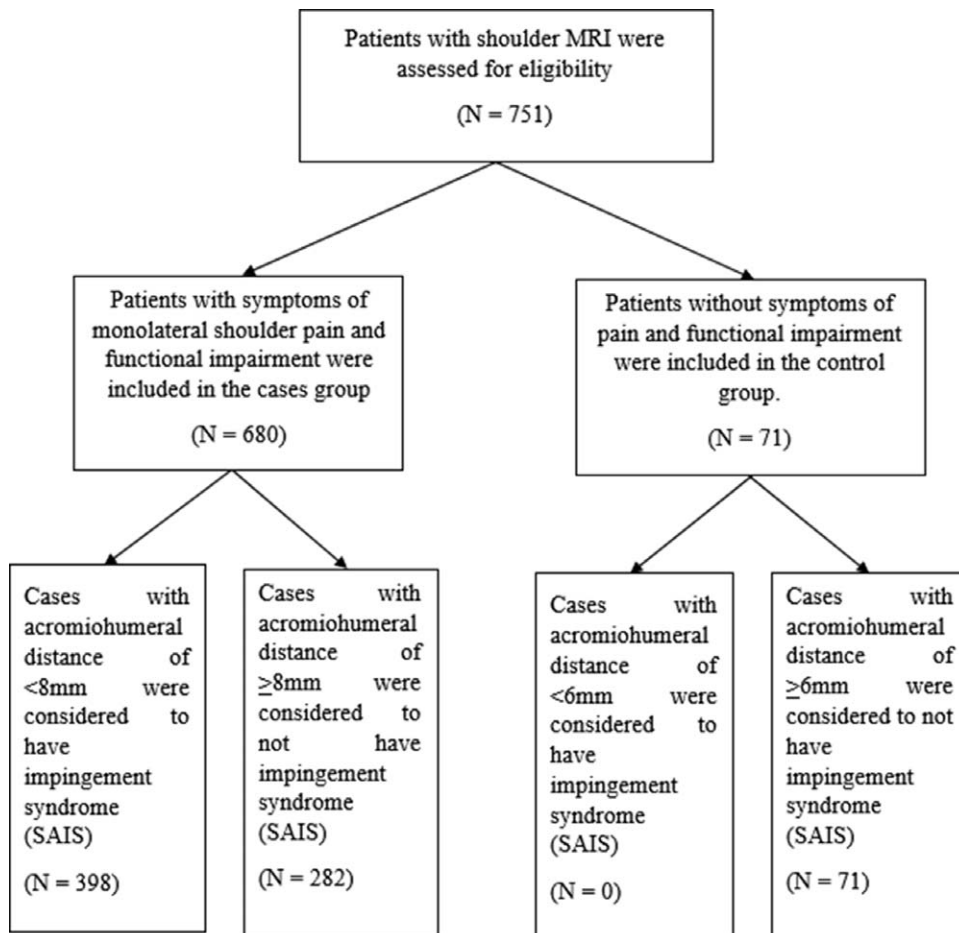 Patients with shoulder MRI were
assessed for eligibility
(N = 751)
Patients with symptoms of
monolateral shoulder pain and
functional impairment were
included in the cases group
(N = 680)
Patients without symptoms of
pain and functional impairment
were included in the control
group.
(N = 71)
Cases with
acromiohumeral
distance of
<8mm were
considered to
have
impingement
syndrome
(SAIS)
(N = 398)
Cases with
acromiohumeral
distance of
≥8mm were
considered to
not have
impingement
syndrome
(SAIS)
(N = 282)
Cases with
acromiohumeral
distance of
<6mm were
considered to
have
impingement
syndrome
(SAIS)
(N = 0)
Cases with
acromiohumeral
distance of
≥6mm were
considered to not
have
impingement
syndrome
(SAIS)
(N = 71)